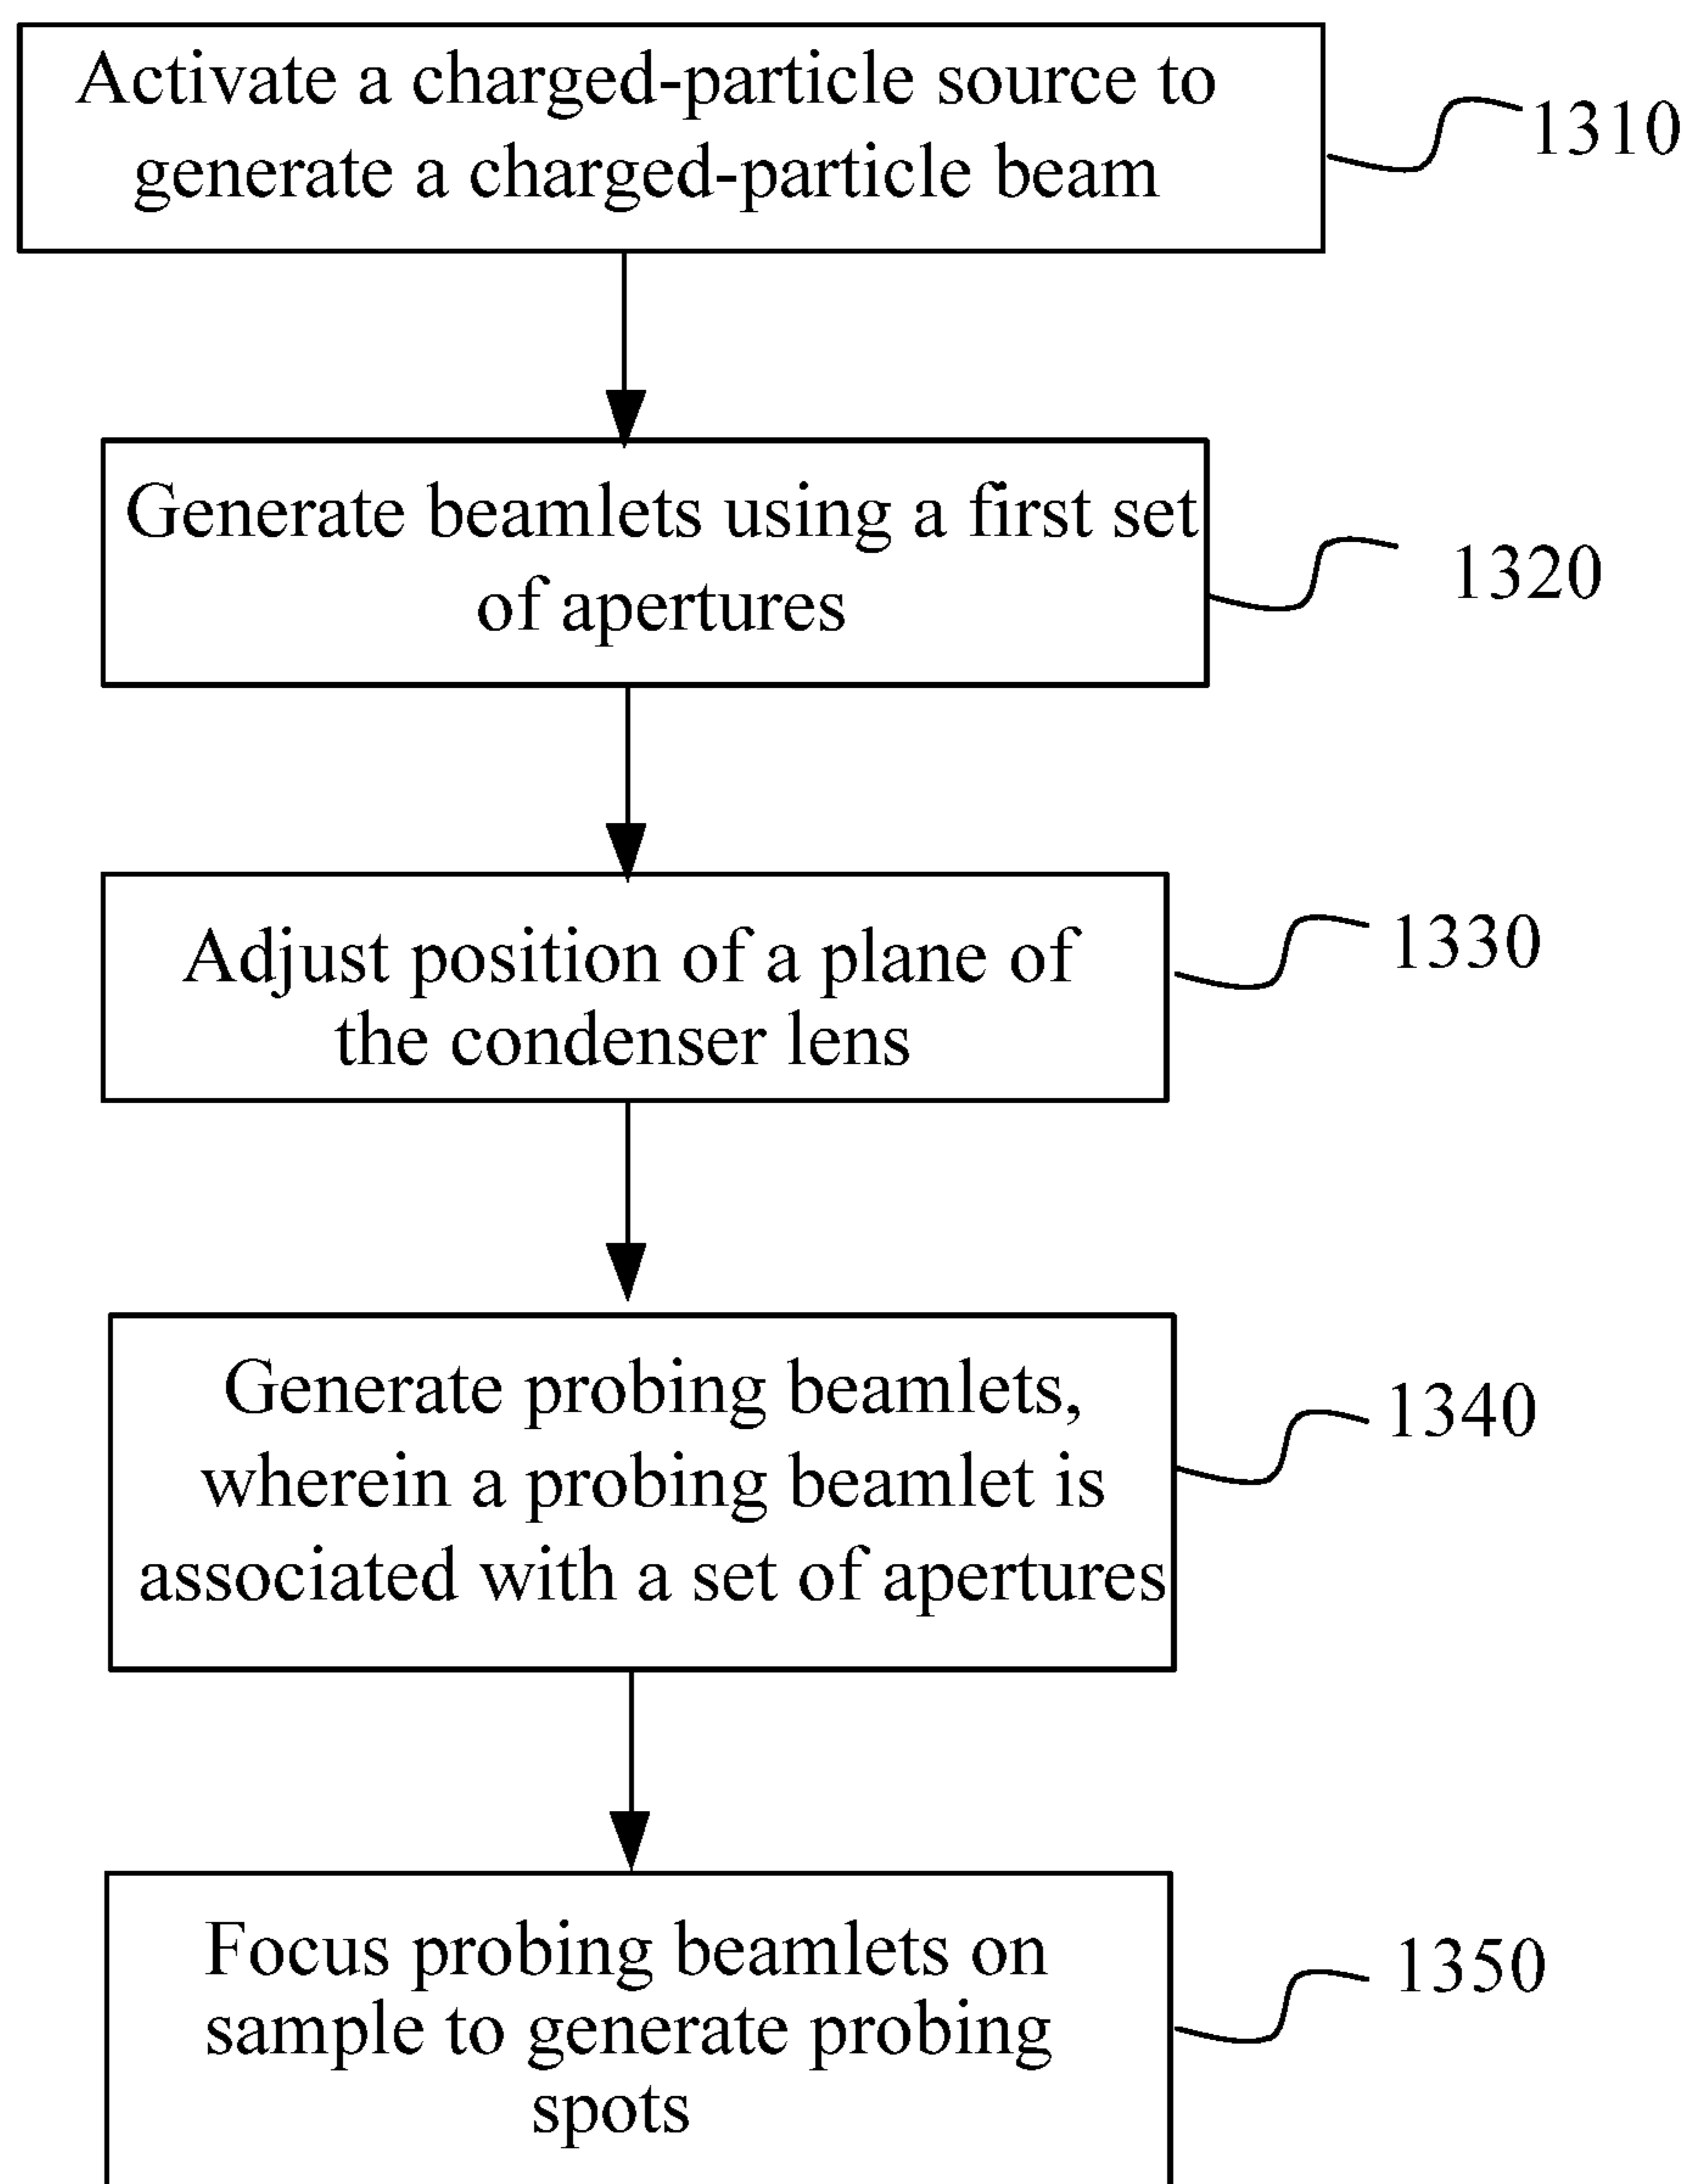 Activate a charged-particle source to
generate a charged-particle beam
1310
Generate beamlets using a first set
of apertures
1320
Adjust position of a plane of
the condenser lens
1330
Generate probing beamlets,
wherein a probing beamlet is
associated with a set of apertures
1340
Focus probing beamlets on
sample to generate probing
spots
1350